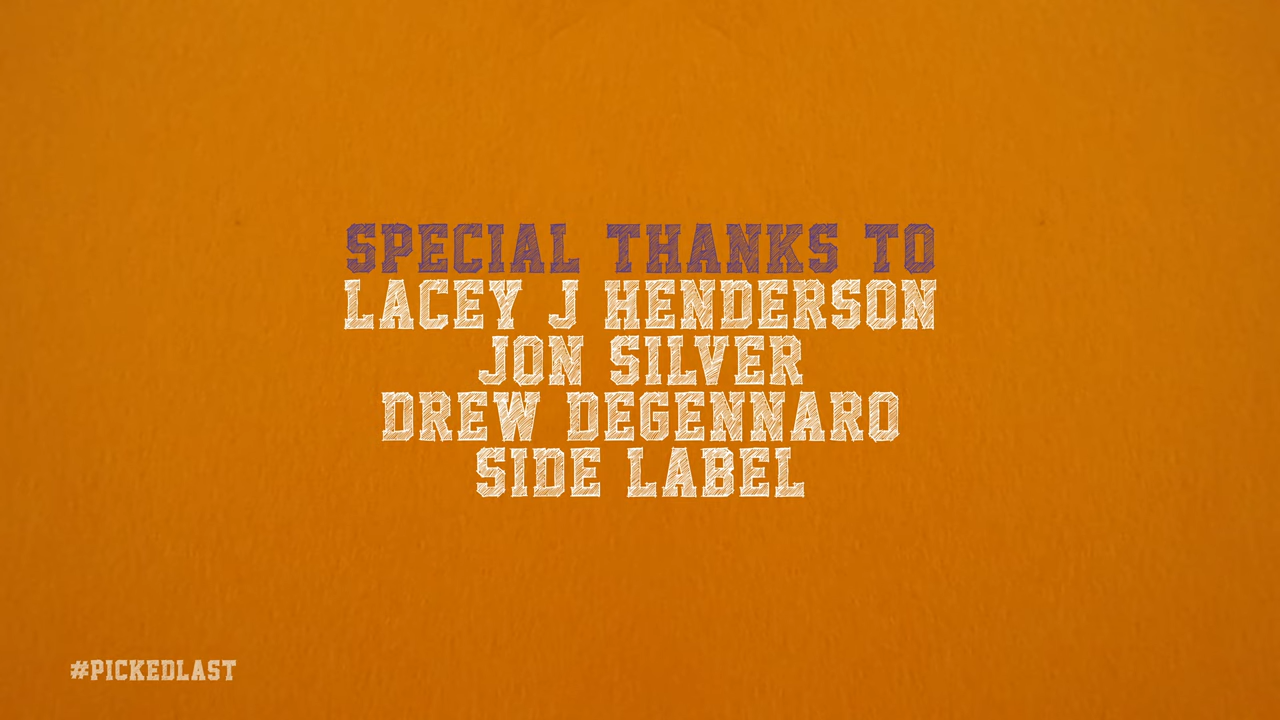 SPECIAL THANKS TO
LACEY J HENDERSON
JON SILVER
DREW DEGENNARO
SIDE LABEL
#PICKEDLAST